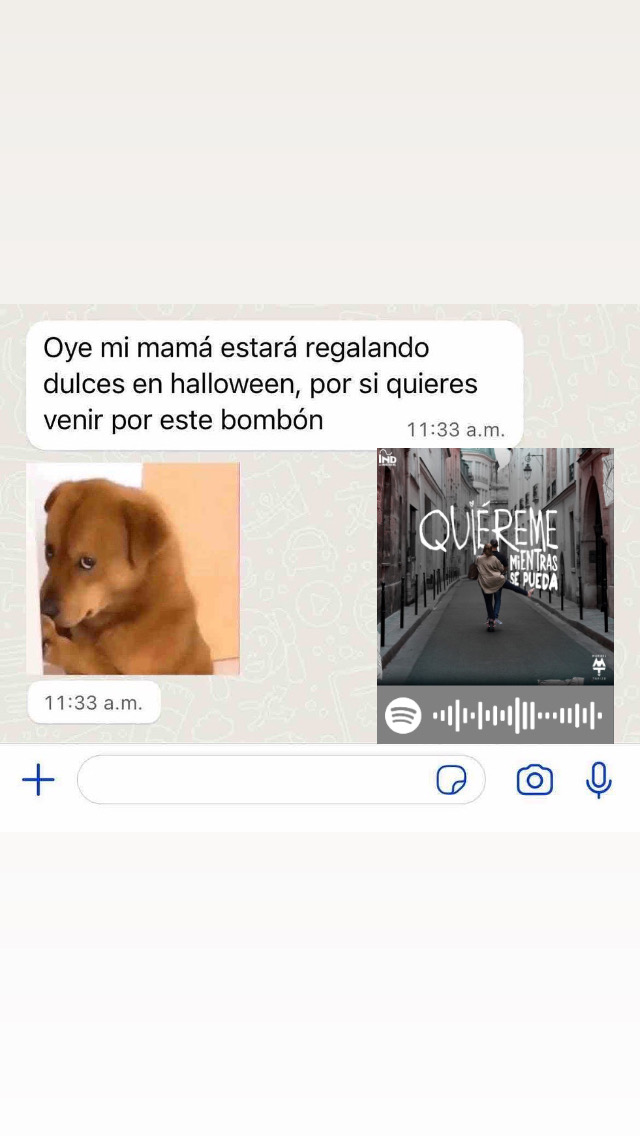 Oye mi mamá estará regalando
dulces en halloween, por si quieres
venir por este bombón
11:33 a.m.
IND
QUIÉREME
MIENTRAS
SE PUEDA
11:33 a.m.